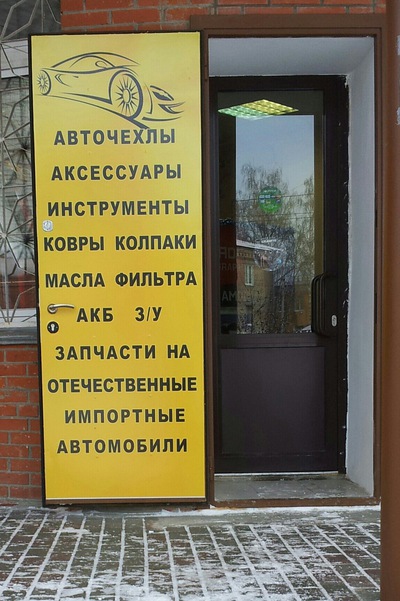 АВТОЧЕХЛЫ
АКСЕССУАРЫ
ИНСТРУМЕНТЫ
КОВРЫ КОЛПАКИ
МАСЛА ФИЛЬТРА
АКБ З/У
ЗАПЧАСТИ НА
ОТЕЧЕСТВЕННЫЕ
ИМПОРТНЫЕ
АВТОМОБИЛИ